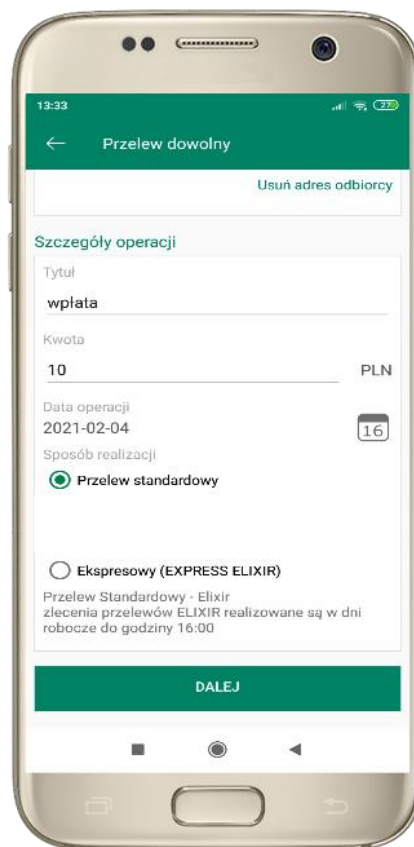 13:33
27
Przelew dowolny
Usuń adres odbiorcy
Szczegóły operacji
Tytuł
wpłata
Kwota
10 PLN
Data operacji
2021-02-04
16
Sposób realizacji
Przelew standardowy
Ekspresowy (EXPRESS ELIXIR)
Przelew Standardowy - Elixir
zlecenia przelewów ELIXIR realizowane są w dni
robocze do godziny 16:00
DALEJ